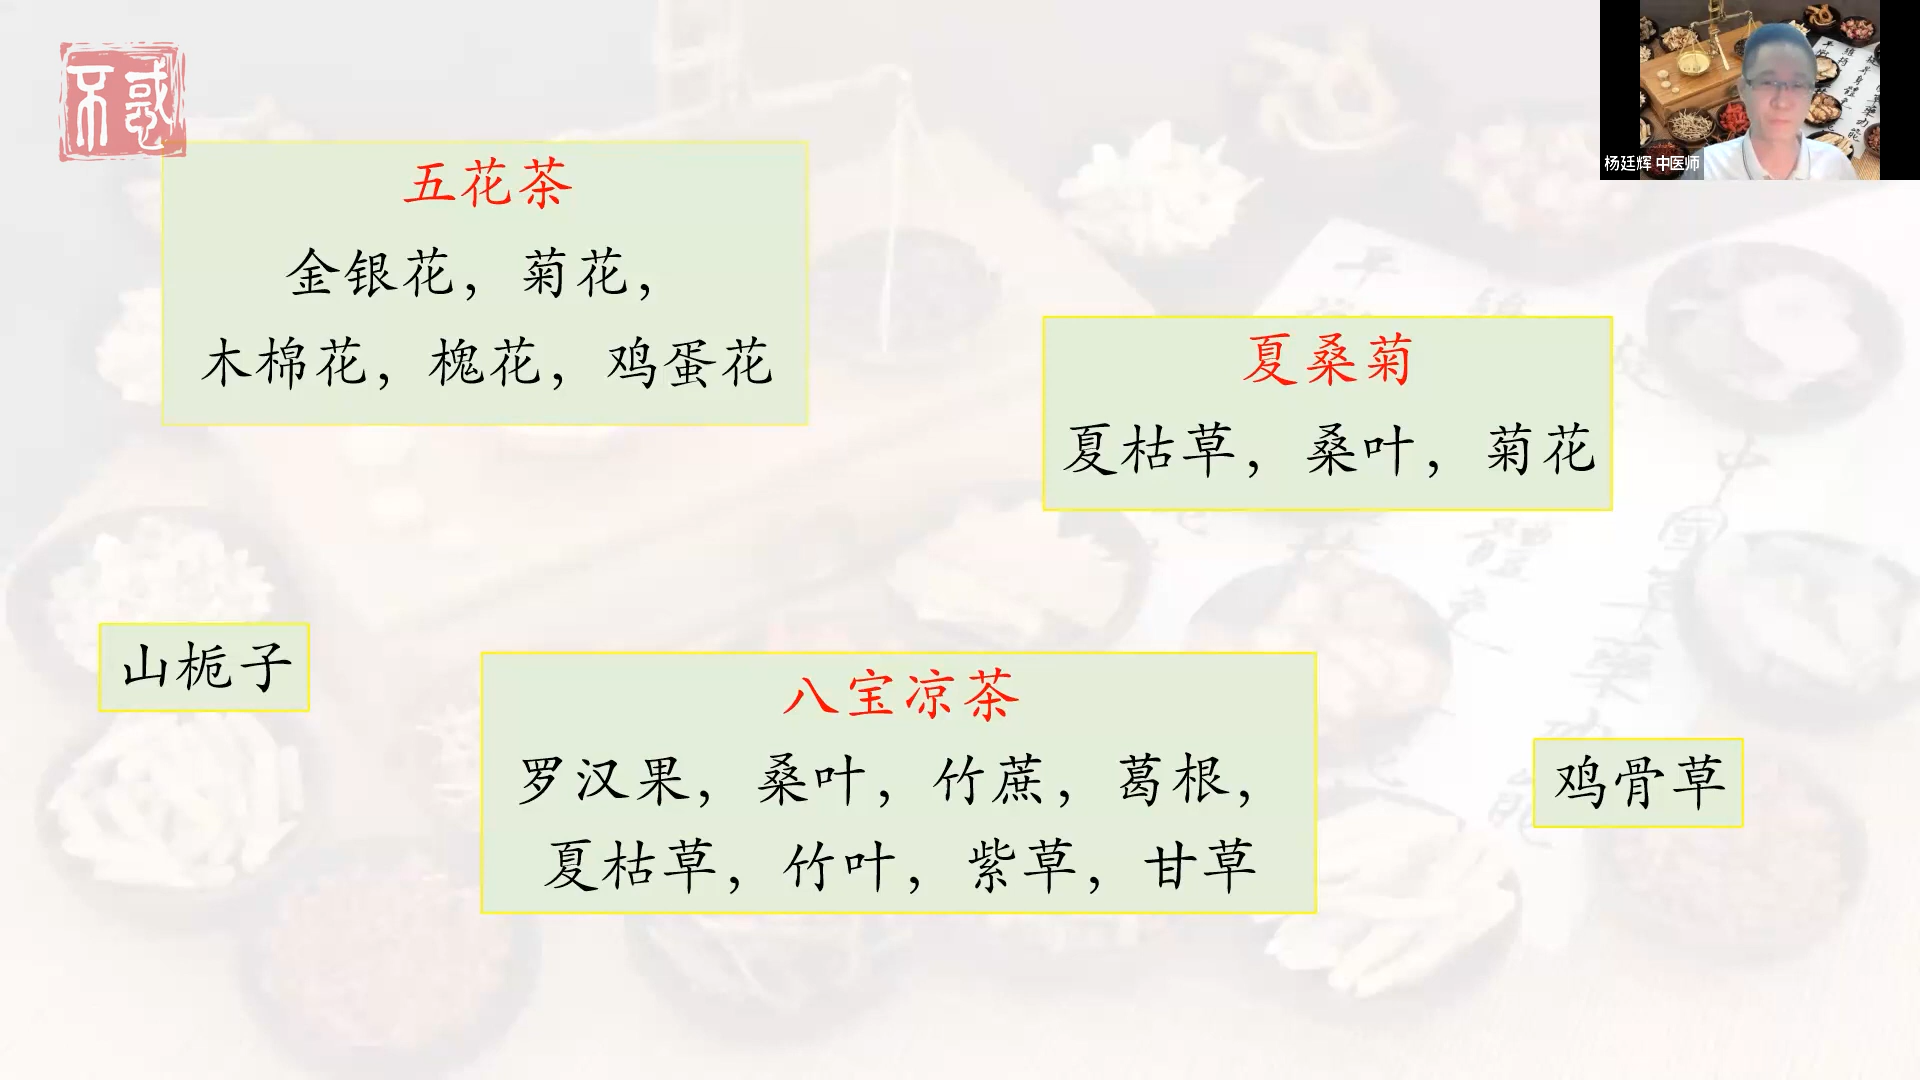 不惑
五花茶
金银花，菊花，
木棉花，槐花，鸡蛋花
夏桑菊
夏枯草，桑叶，菊花
山栀子
八宝凉茶
罗汉果，桑叶，竹蔗，葛根，
夏枯草，竹叶，紫草，甘草
鸡骨草
杨廷辉 中医师